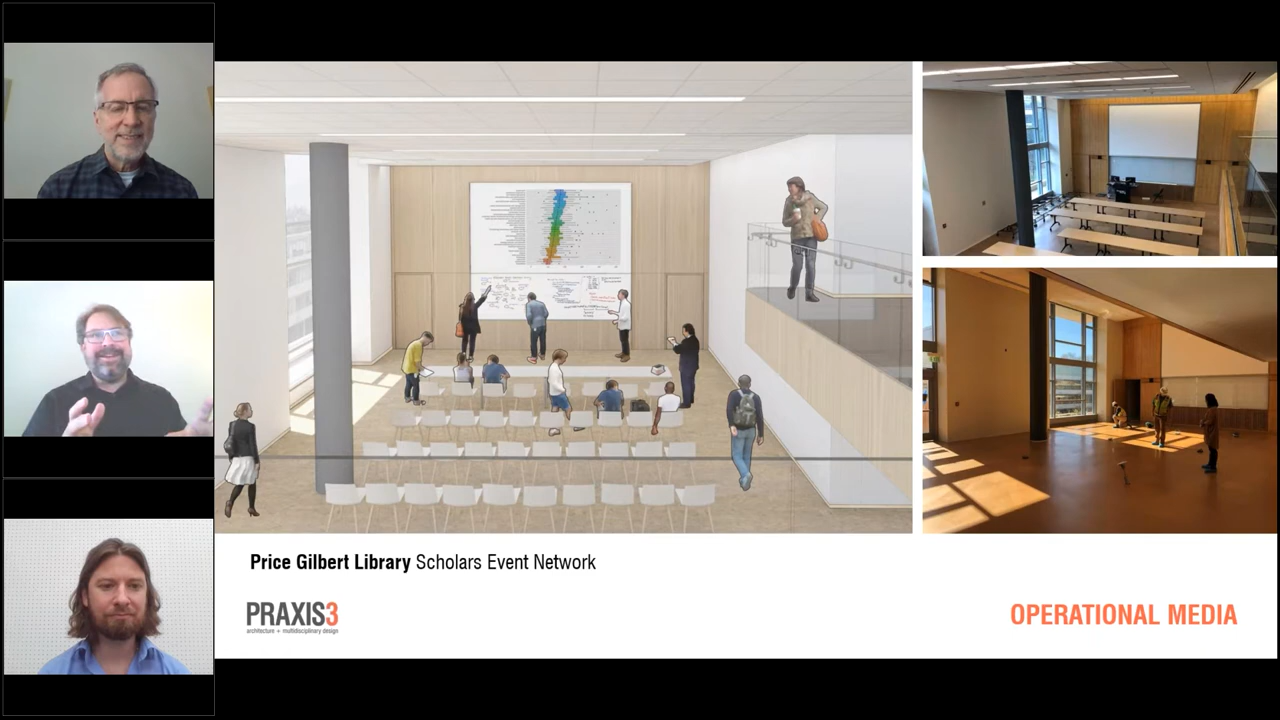 Price Gilbert Library Scholars Event Network
PRAXIS3
architecture + multidisciplinary design
OPERATIONAL MEDIA